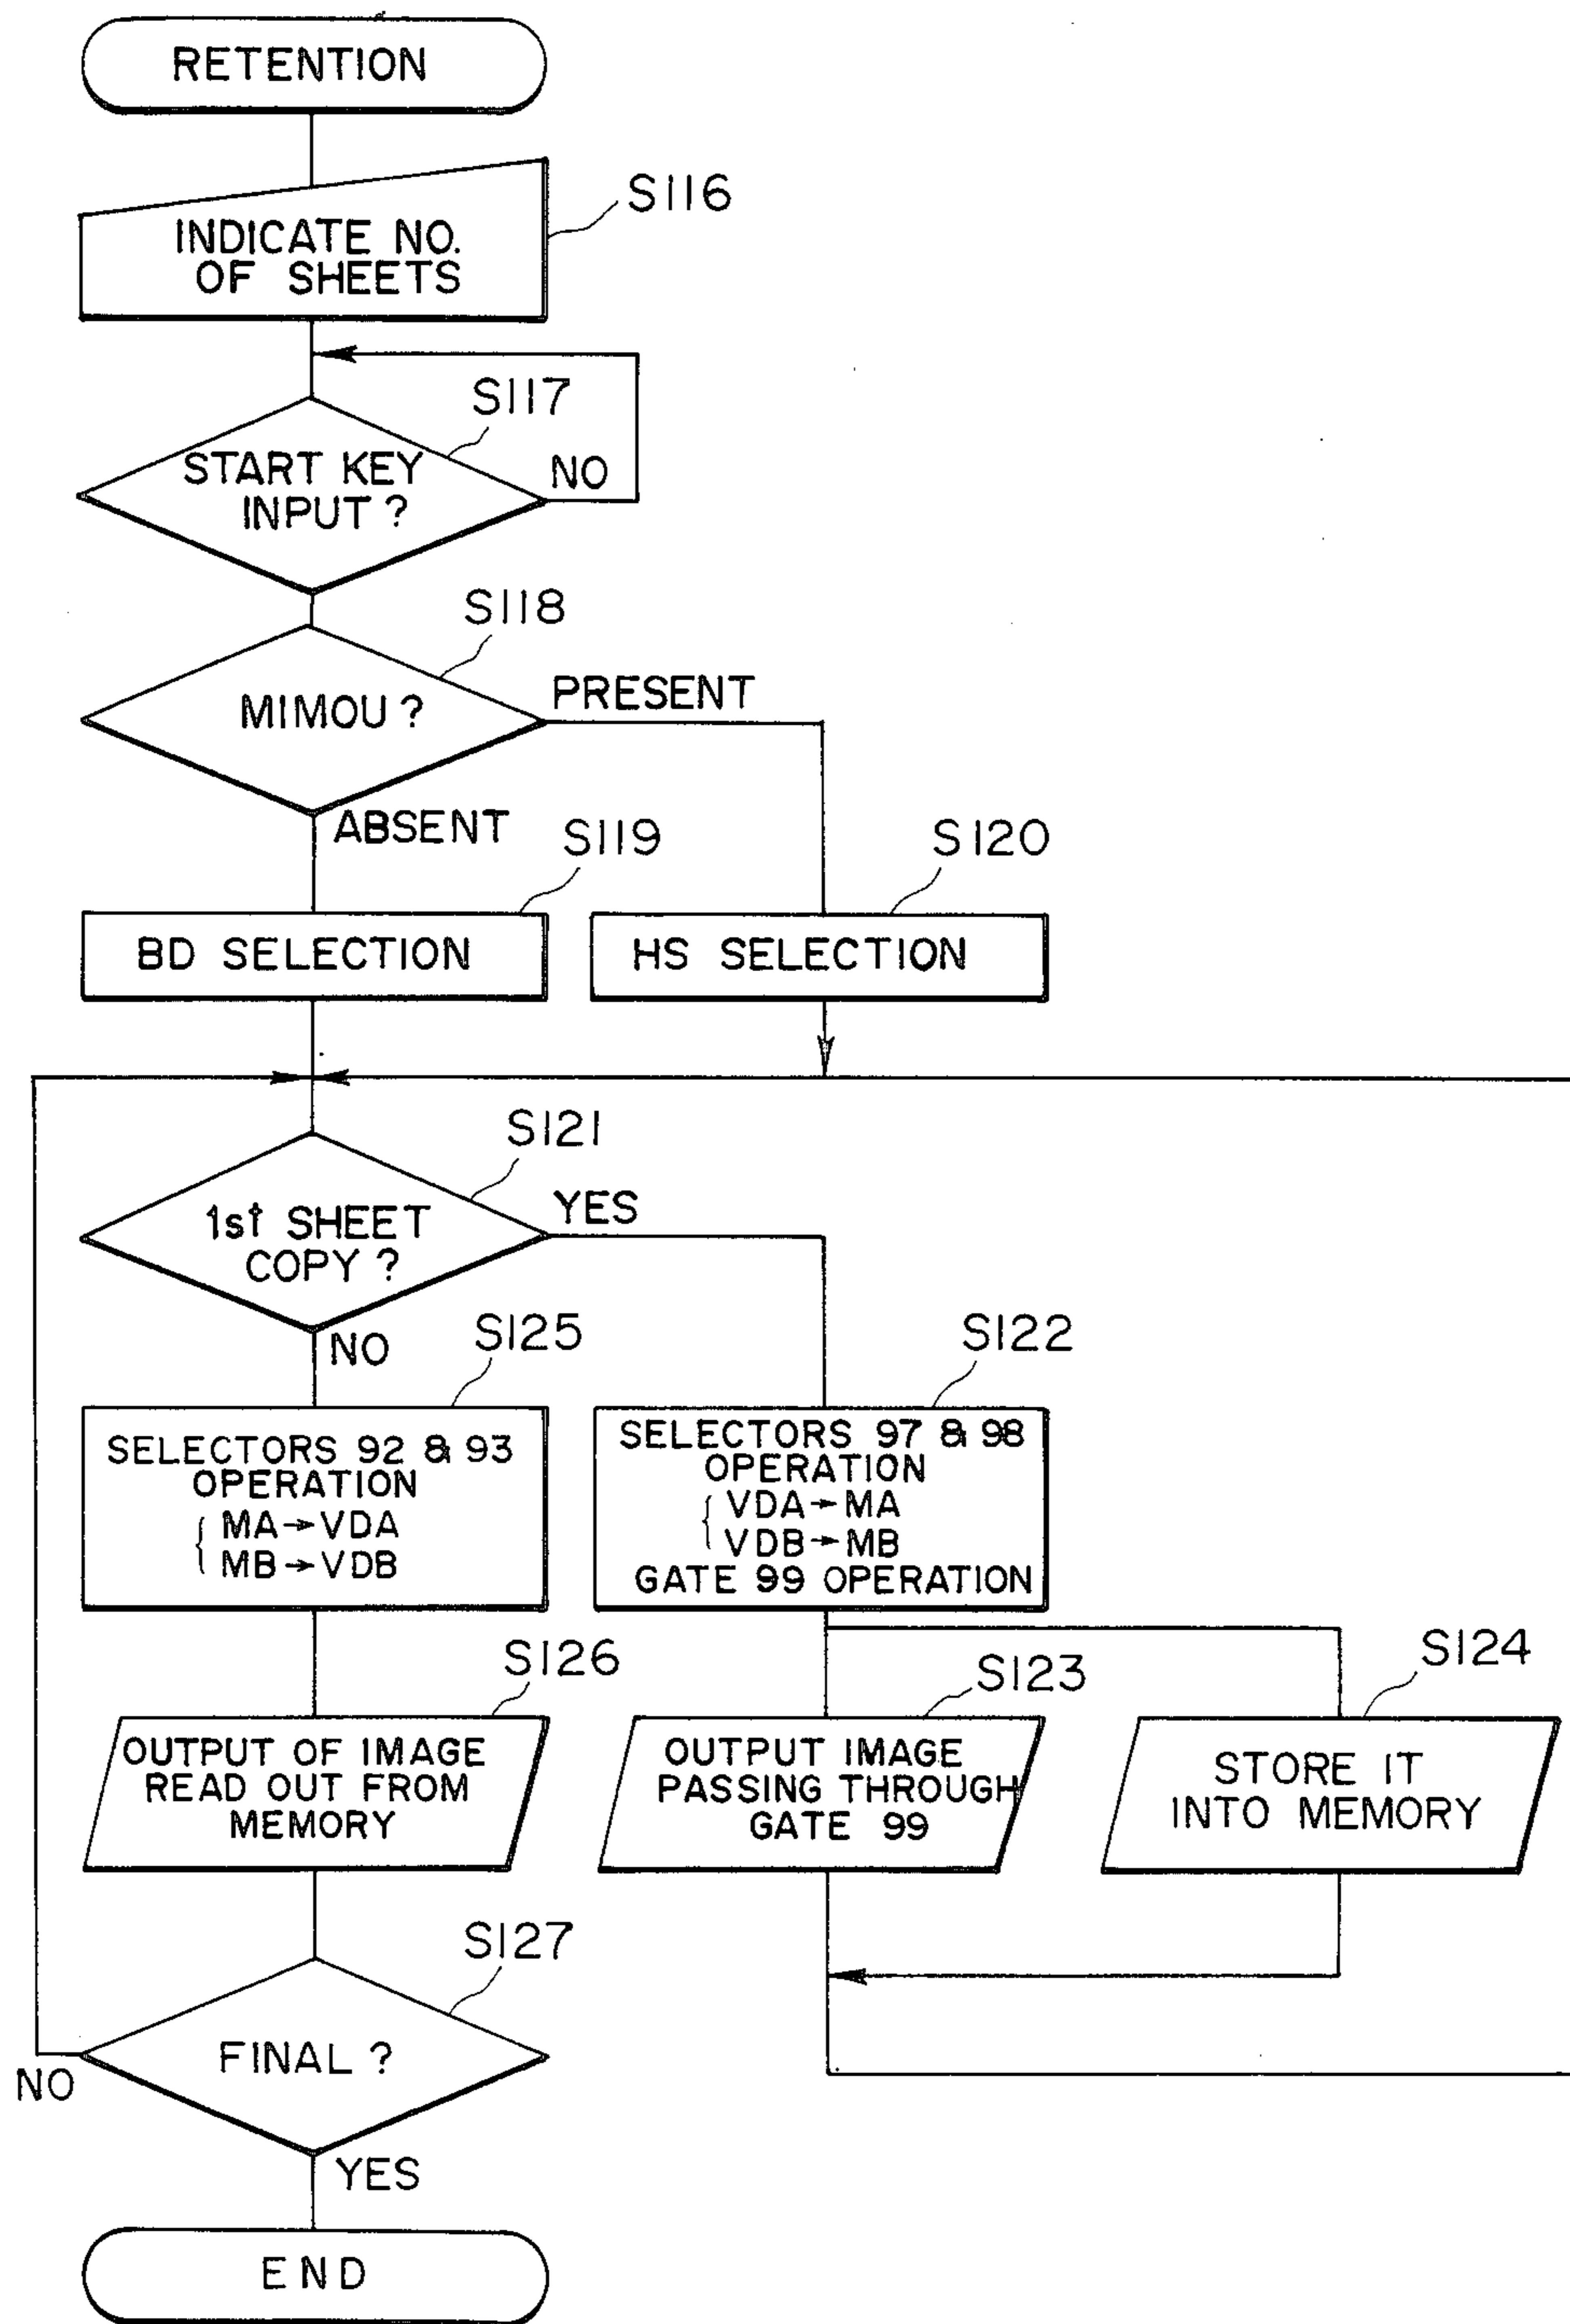 RETENTION
S116
INDICATE NO.
OF SHEETS
S117
START KEY
INPUT?
NO
S118
MIMOU?
PRESENT
ABSENT
S119
S120
BD SELECTION
HS SELECTION
S121
1st SHEET
COPY?
YES
NO
S125
S122
SELECTORS 92 & 93
OPERATION
MA→VDA
MB→VDB
SELECTORS 97 & 98
OPERATION
VDA→MA
VDB→MB
GATE 99 OPERATION
S126
S123
S124
OUTPUT OF IMAGE
READ OUT FROM
MEMORY
OUTPUT IMAGE
PASSING THROUGH
GATE 99
STORE IT
INTO MEMORY
S127
FINAL?
NO
YES
END